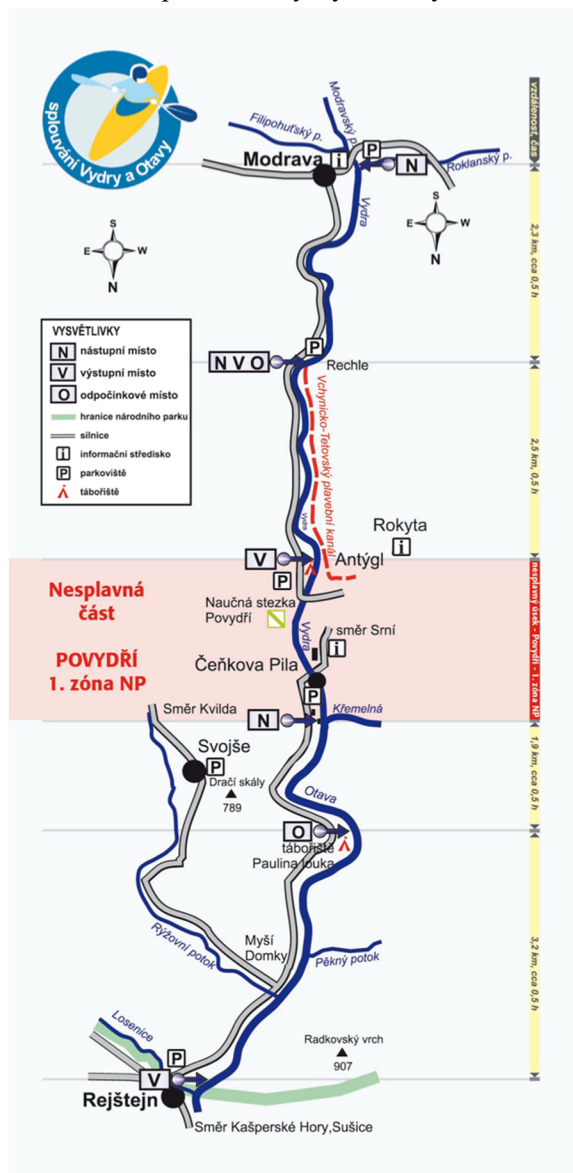 splouvání Vydry a Otavy
vzdálenost, čas
Modravský p.
Filipohuťský p.
P
Modrava
i
N
Roklanský p.
Vydra
S
E
W
N
S
E
W
N
2,3 km, cca 0,5 h
VYSVĚTLIVKY
N nástupní místo
V výstupní místo
O odpočinkové místo
hranice národního parku
silnice
i informační středisko
P parkoviště
tábořiště
P
N V O
Rechle
Vchynicko-Tetovský plavební kanál
2,5 km, 0,5 h
Vydra
Rokyta
i
V
Antýgl
P
Nesplavná
část
Naučná stezka
Povydří
Vydra
směr Srní
i
POVYDŘÍ
1. zóna NP
Čeňkova Pila
P
nesplavný úsek - Povydří - 1. zóna NP
Směr Kvilda
N
Křemelná
Svojše
P
Dračí skály
789
Otava
1,9 km, cca 0,5 h
O
tábořiště
Paulina louka
Rýžovní potok
Myší
Domky
Pěkný potok
3,2 km, cca 0,5 h
Losenice
P
Radkovský vrch
907
V
Rejštejn
Směr Kašperské Hory,Sušice